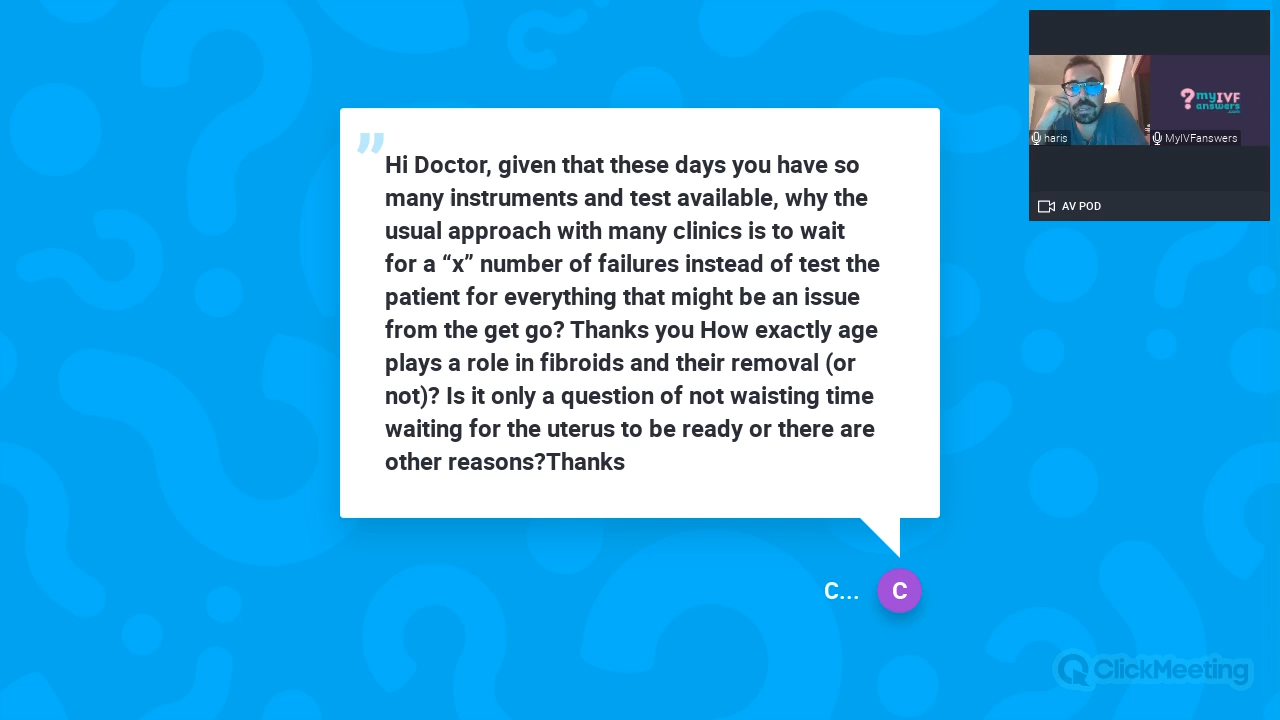 Hi Doctor, given that these days you have so
many instruments and test available, why the
usual approach with many clinics is to wait
for a “x” number of failures instead of test the
patient for everything that might be an issue
from the get go? Thanks you How exactly age
plays a role in fibroids and their removal (or
not)? Is it only a question of not waisting time
waiting for the uterus to be ready or there are
other reasons?Thanks
C...
C
?myIVF
answers
.com
haris
MyIVFanswers
AV POD
ClickMeeting